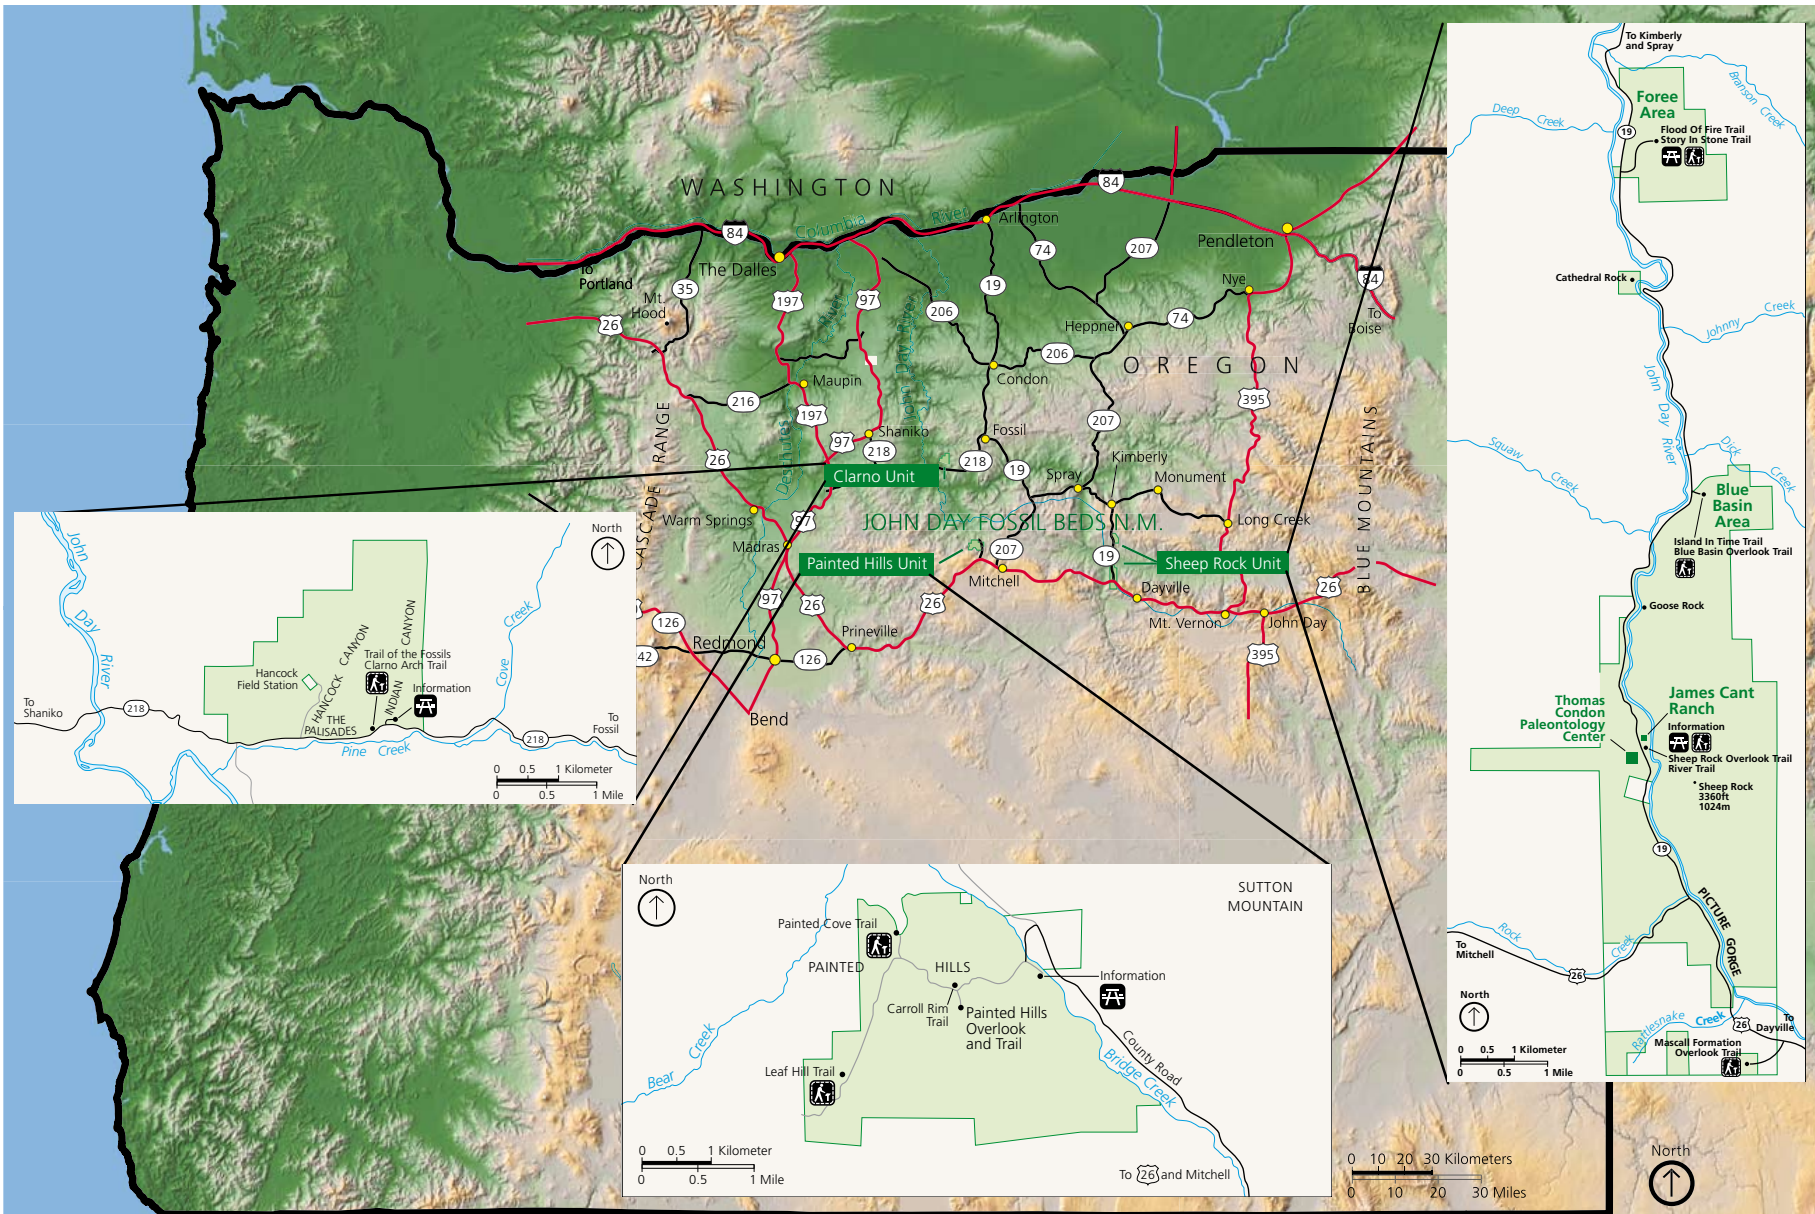 WASHINGTON
Columbia
River
84
84
84
Arlington
Pendleton
The Dalles
To
Portland
Mt.
Hood
35
26
197
97
River
John Day River
206
19
74
207
Nye
Heppner
74
To
Boise
206
OREGON
Condon
Maupin
216
197
395
207
CASCADE RANGE
Deschutes
97
Shaniko
218
Fossil
218
19
26
Kimberly
Spray
Monument
Clarno Unit
BLUE MOUNTAINS
Warm Springs
97
JOHN DAY FOSSIL BEDS N.M.
Long Creek
Madras
Painted Hills Unit
207
19
Sheep Rock Unit
Mitchell
97
26
26
Dayville
26
Mt. Vernon
John Day
126
42
Redmond
126
Prineville
395
Bend
North
John
Day
River
Cove
Creek
HANCOCK CANYON
INDIAN CANYON
Trail of the Fossils
Clarno Arch Trail
Hancock
Field Station
Information
THE
PALISADES
To
Shaniko
218
218
To
Fossil
Pine Creek
0 0.5 1 Kilometer
0 0.5 1 Mile
North
SUTTON
MOUNTAIN
Painted Cove Trail
PAINTED
HILLS
Information
Carroll Rim
Trail
Painted Hills
Overlook
and Trail
County Road
Bridge Creek
Bear
Creek
Leaf Hill Trail
0 0.5 1 Kilometer
0 0.5 1 Mile
To 26 and Mitchell
To Kimberly
and Spray
Branson Creek
Deep
Creek
Foree
Area
19
Flood Of Fire Trail
Story In Stone Trail
Cathedral Rock
Johnny
Creek
John Day River
Squaw
Creek
Dick
Creek
Blue
Basin
Area
Island In Time Trail
Blue Basin Overlook Trail
Goose Rock
Thomas
Condon
Paleontology
Center
James Cant
Ranch
Information
Sheep Rock Overlook Trail
River Trail
Sheep Rock
3360ft
1024m
19
PICTURE GORGE
Rock
Creek
To
Mitchell
26
North
Rattlesnake Creek
26
To
Dayville
Mascall Formation
Overlook Trail
0 0.5 1 Kilometer
0 0.5 1 Mile
North
0 10 20 30 Kilometers
0 10 20 30 Miles